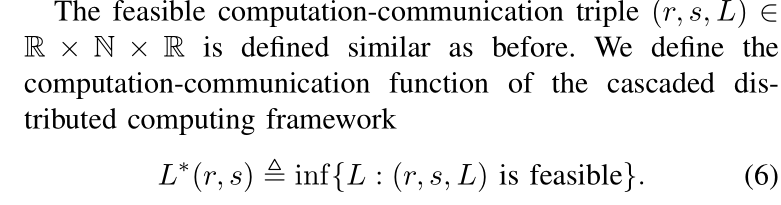 The feasible computation-communication triple (r, s, L) ∈
ℝ × ℕ × ℝ is defined similar as before. We define the
computation-communication function of the cascaded dis-
tributed computing framework
L*(r, s) ≜ inf{L : (r, s, L) is feasible}. (6)